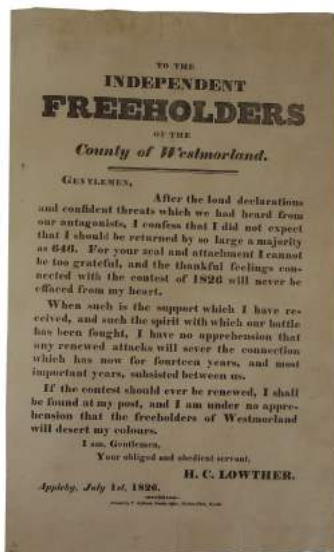 TO THE
INDEPENDENT
FREEHOLDERS
OF THE
County of Westmorland.
GENTLEMEN,
After the loud declarations
and confident threats which we had heard from
our antagonists, I confess that I did not expect
that I should be returned by so large a majority
as 646. For your zeal and attachment I cannot
be too grateful, and the thankful feelings con-
nected with the contest of 1826 will never be
effaced from my heart.
When such is the support which I have re-
ceived, and such the spirit with which our battle
has been fought, I have no apprehension that
any renewed attacks will sever the connection
which has now for fourteen years, and most
important years, subsisted between us.
If the contest should ever be renewed, I shall
be found at my post, and I am under no appre-
hension that the freeholders of Westmorland
will desert my colours.
I am, Gentlemen,
Your obliged and obedient servant,
H. C. LOWTHER.
Appleby, July 1st, 1826.